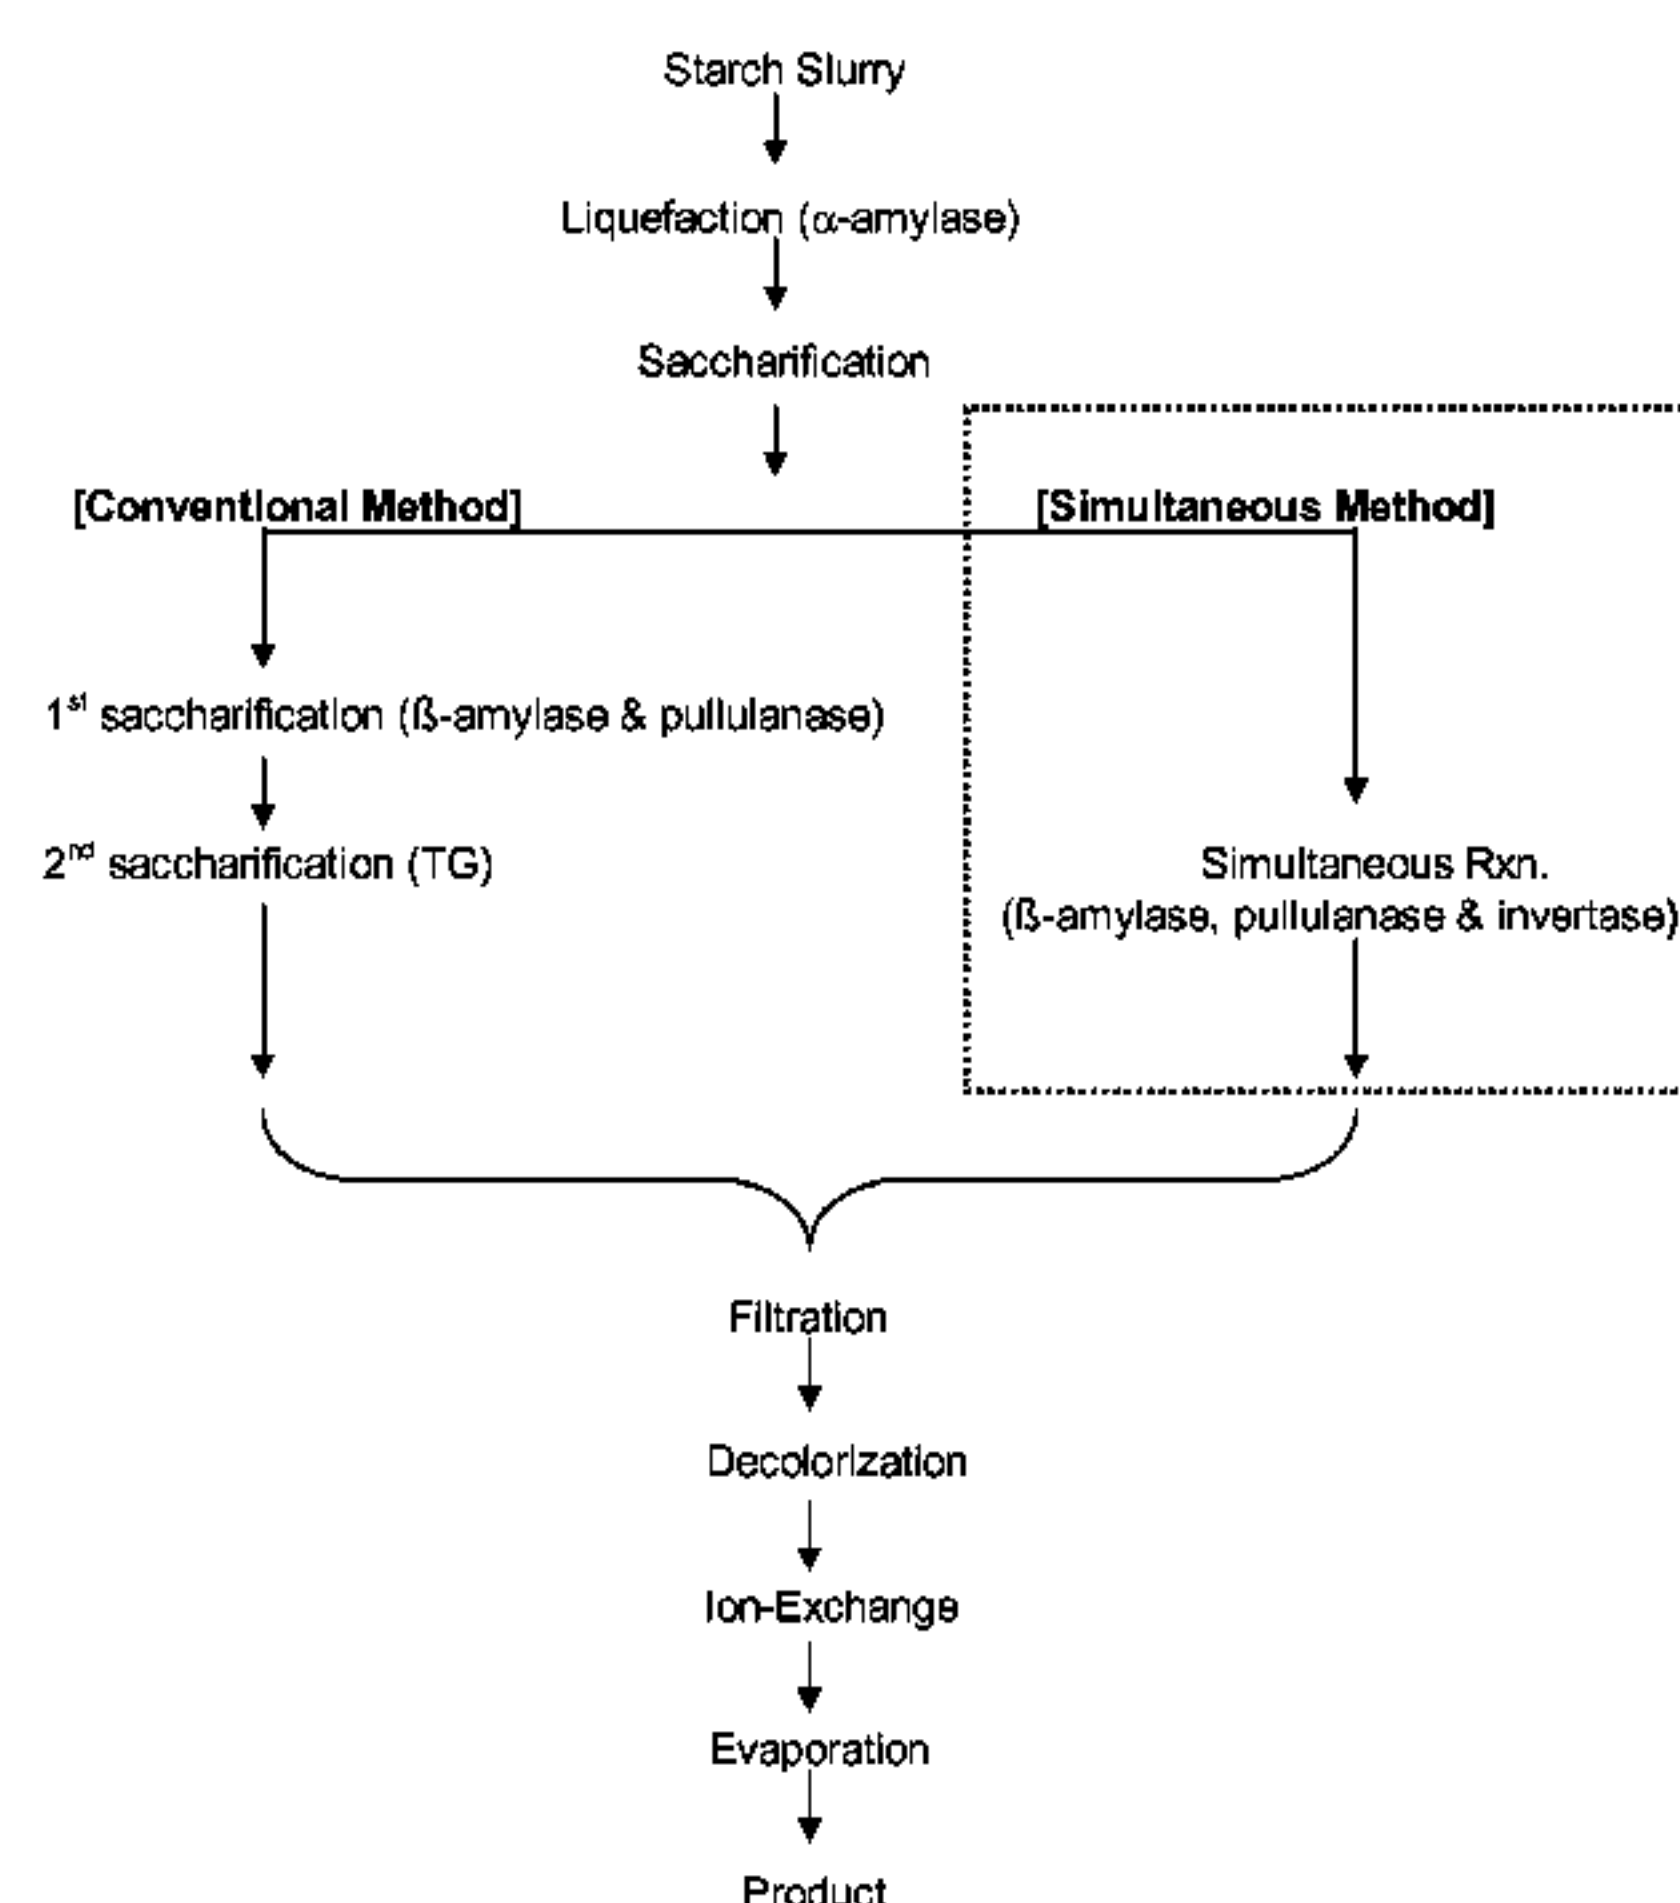 Starch Slurry
Liquefaction (α-amylase)
Saccharification
[Conventional Method]
[Simultaneous Method]
1st saccharification (ß-amylase & pullulanase)
2nd saccharification (TG)
Simultaneous Rxn.
(ß-amylase, pullulanase & invertase)
Filtration
Decolorization
Ion-Exchange
Evaporation
Product